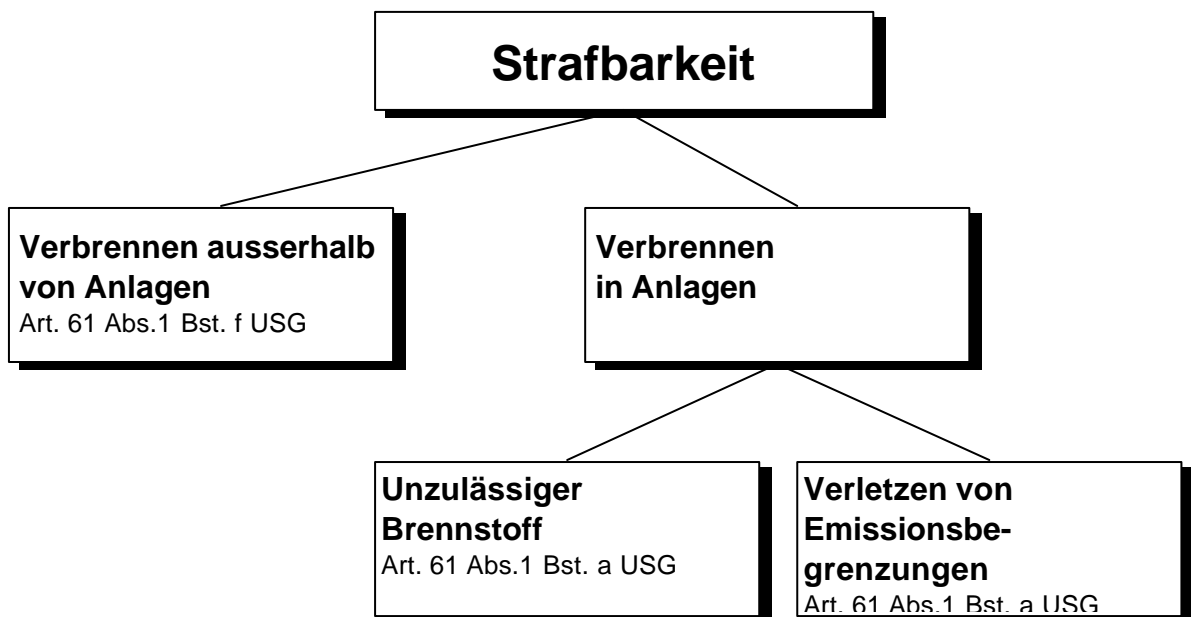 Strafbarkeit
Verbrennen ausserhalb
von Anlagen
Art. 61 Abs.1 Bst. f USG
Verbrennen
in Anlagen
Unzulässiger
Brennstoff
Art. 61 Abs.1 Bst. a USG
Verletzen von
Emissionsbe-
grenzungen
Art. 61 Abs.1 Bst. a USG